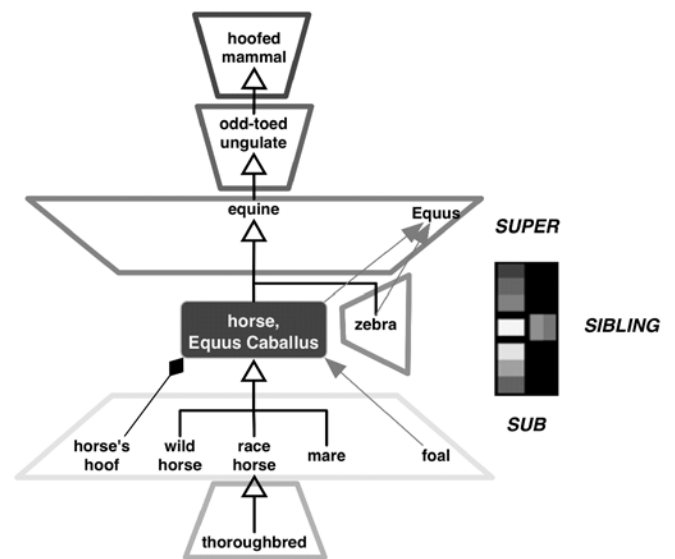 hoofed
mammal
odd-toed
ungulate
equine
Equus
SUPER
horse,
Equus Caballus
zebra
SIBLING
SUB
horse's
hoof
wild
horse
race
horse
mare
foal
thoroughbred